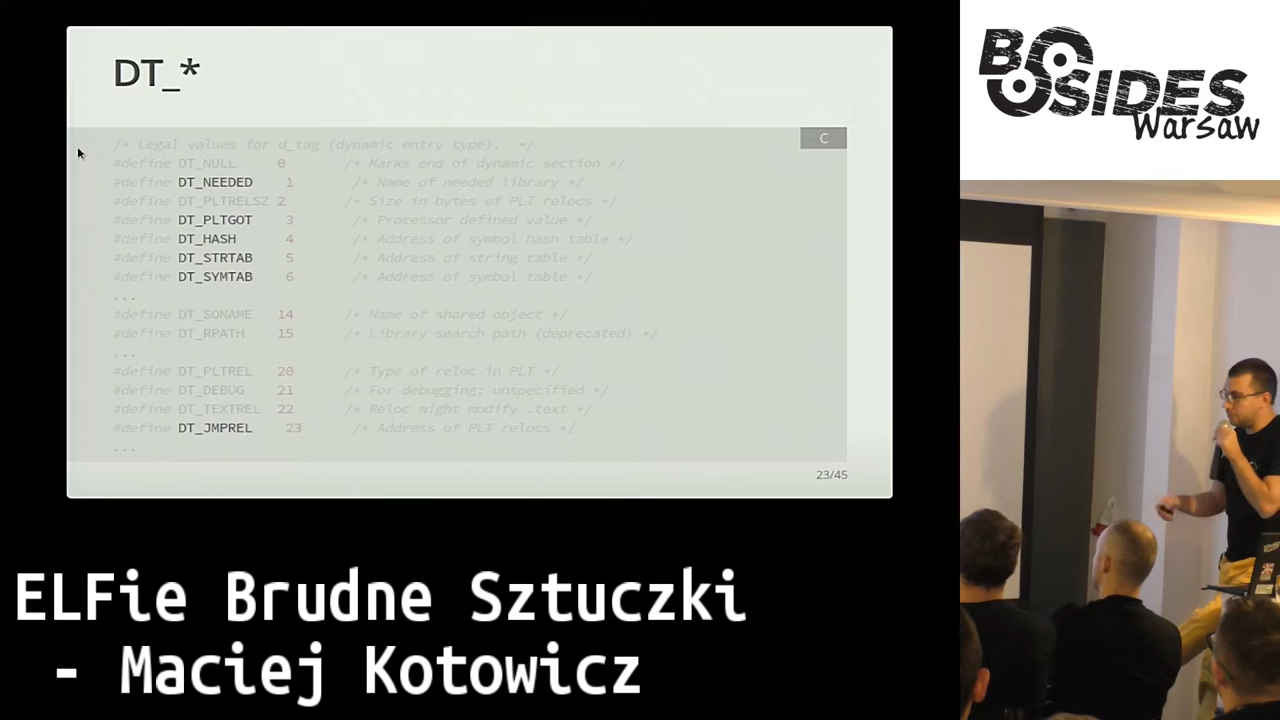 DT_*
C
/* Legal values for d_tag (dynamic entry type).  */
#define DT_NULL     0       /* Marks end of dynamic section */
#define DT_NEEDED    1       /* Name of needed library */
#define DT_PLTRELSZ 2       /* Size in bytes of PLT relocs */
#define DT_PLTGOT    3       /* Processor defined value */
#define DT_HASH      4       /* Address of symbol hash table */
#define DT_STRTAB    5       /* Address of string table */
#define DT_SYMTAB    6       /* Address of symbol table */
...
#define DT_SONAME   14      /* Name of shared object */
#define DT_RPATH    15      /* Library search path (deprecated) */
...
#define DT_PLTREL   20      /* Type of reloc in PLT */
#define DT_DEBUG    21      /* For debugging; unspecified */
#define DT_TEXTREL  22      /* Reloc might modify .text */
#define DT_JMPREL    23      /* Address of PLT relocs */
...
23/45
BSIDES
Warsaw
ELFie Brudne Sztuczki
- Maciej Kotowicz